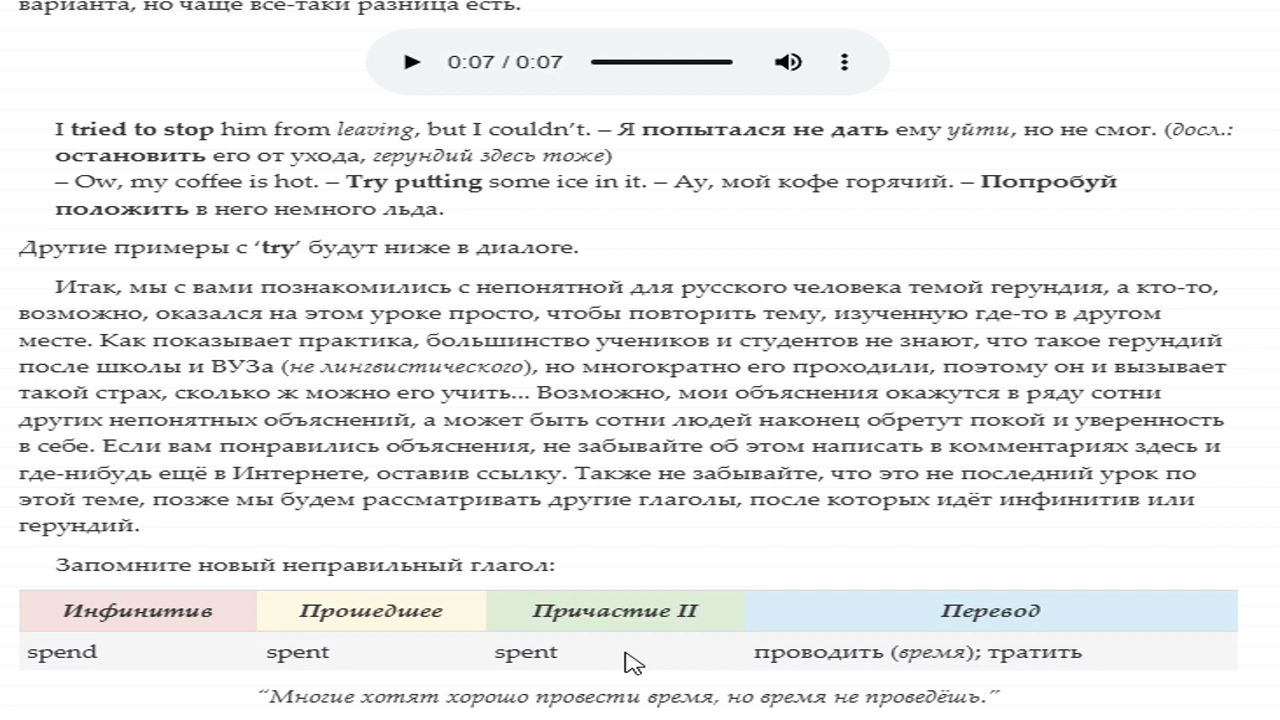 варианта, но чаще всё-таки разница есть.
0:07 / 0:07
I tried to stop him from leaving, but I couldn't. – Я попытался не дать ему уйти, но не смог. (досл.:
остановить его от ухода, герундий здесь тоже)
– Ow, my coffee is hot. – Try putting some ice in it. – Ау, мой кофе горячий. – Попробуй
положить в него немного льда.
Другие примеры с ‘try’ будут ниже в диалоге.
Итак, мы с вами познакомились с непонятной для русского человека темой герундия, а кто-то,
возможно, оказался на этом уроке просто, чтобы повторить тему, изученную где-то в другом
месте. Как показывает практика, большинство учеников и студентов не знают, что такое герундий
после школы и ВУЗа (не лингвистического), но многократно его проходили, поэтому он и вызывает
такой страх, сколько ж можно его учить... Возможно, мои объяснения окажутся в ряду сотни
других непонятных объяснений, а может быть сотни людей наконец обретут покой и уверенность
в себе. Если вам понравились объяснения, не забывайте об этом написать в комментариях здесь и
где-нибудь ещё в Интернете, оставив ссылку. Также не забывайте, что это не последний урок по
этой теме, позже мы будем рассматривать другие глаголы, после которых идёт инфинитив или
герундий.
Запомните новый неправильный глагол:
Инфинитив Прошедшее Причастие II Перевод
spend spent spent проводить (время); тратить
“Многие хотят хорошо провести время, но время не проведёшь.”